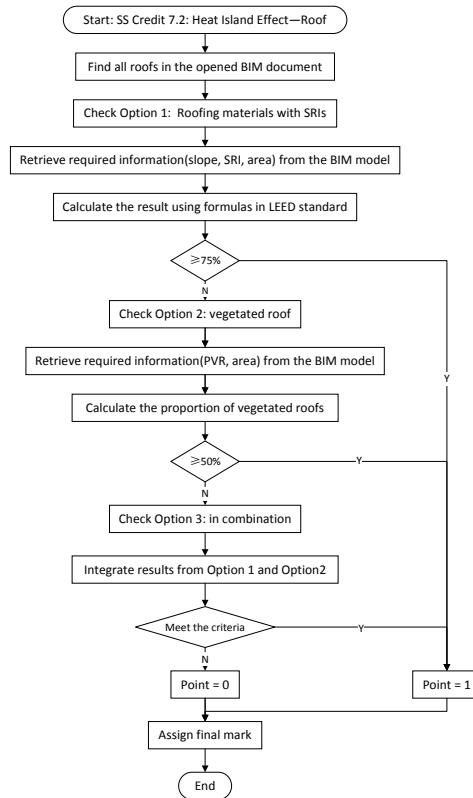 Start: SS Credit 7.2: Heat Island Effect—Roof
Find all roofs in the opened BIM document
Check Option 1:  Roofing materials with SRIs
Retrieve required information(slope, SRI, area) from the BIM model
Calculate the result using formulas in LEED standard
≥75%
N
Check Option 2: vegetated roof
Retrieve required information(PVR, area) from the BIM model
Y
Calculate the proportion of vegetated roofs
≥50%
Y
N
Check Option 3: in combination
Integrate results from Option 1 and Option2
Meet the criteria
Y
N
Point = 0
Point = 1
Assign final mark
End